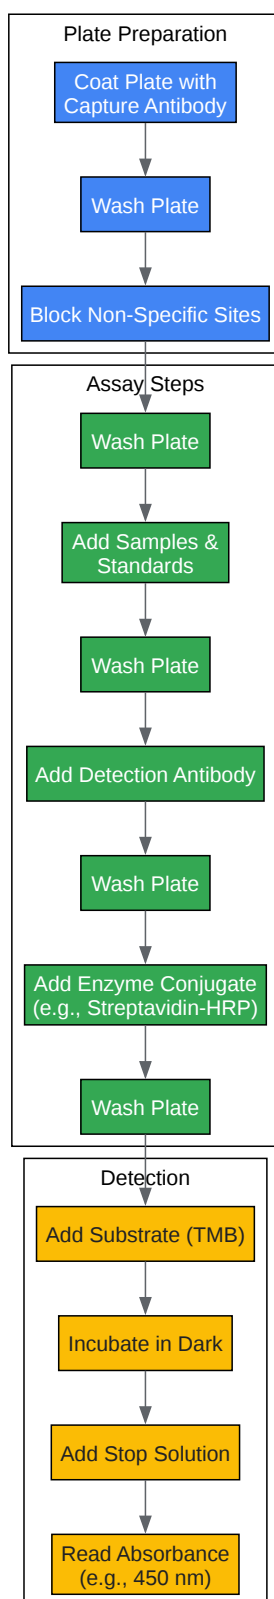 Plate Preparation
Coat Plate with
Capture Antibody
Wash Plate
Block Non-Specific Sites
Assay Steps
Wash Plate
Add Samples &
Standards
Wash Plate
Add Detection Antibody
Wash Plate
Add Enzyme Conjugate
(e.g., Streptavidin-HRP)
Wash Plate
Detection
Add Substrate (TMB)
Incubate in Dark
Add Stop Solution
Read Absorbance
(e.g., 450 nm)